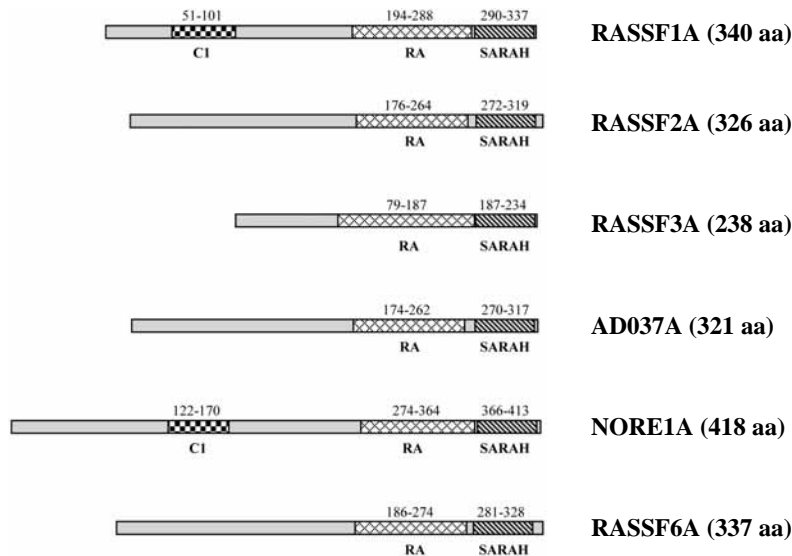 51-101 194-288 290-337
RASSF1A (340 aa)
C1 RA SARAH
176-264 272-319
RASSF2A (326 aa)
RA SARAH
79-187 187-234
RASSF3A (238 aa)
RA SARAH
174-262 270-317
AD037A (321 aa)
RA SARAH
122-170 274-364 366-413
NORE1A (418 aa)
C1 RA SARAH
186-274 281-328
RASSF6A (337 aa)
RA SARAH